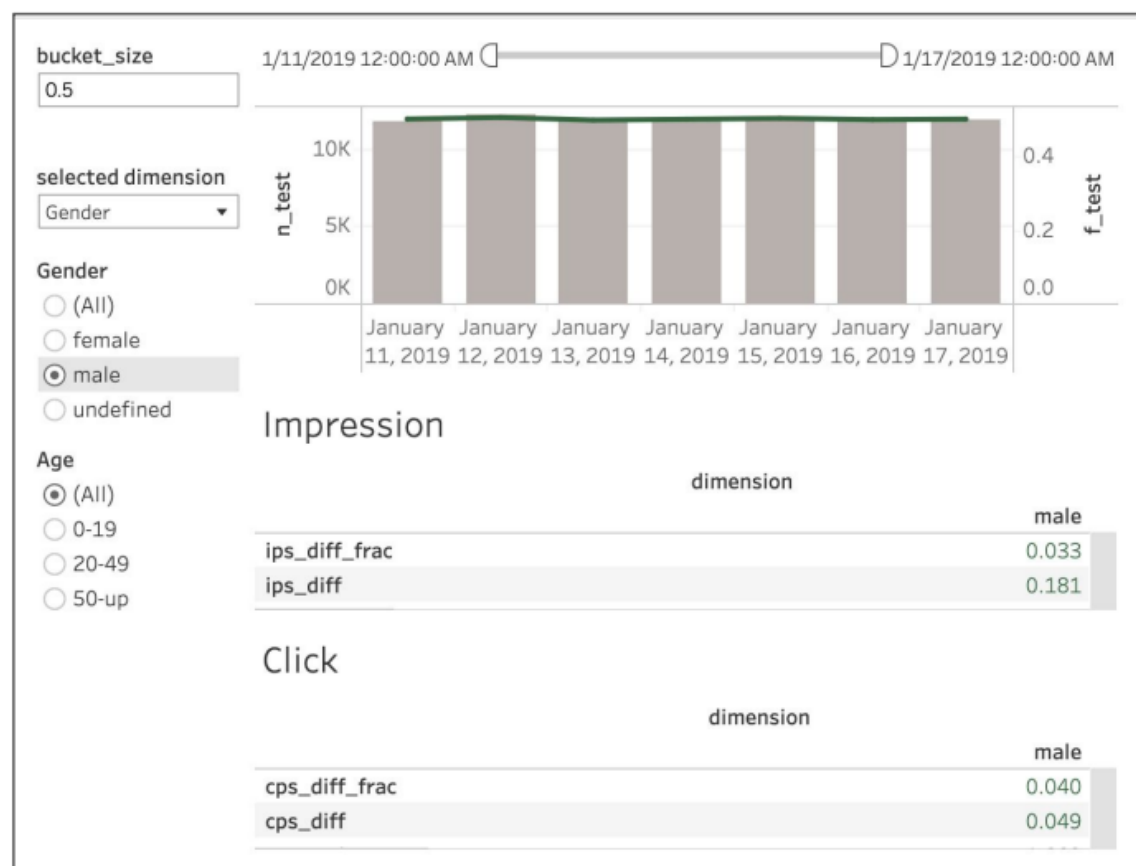 bucket_size
0.5
selected dimension
Gender
Gender
(All)
female
male
undefined
Age
(All)
0-19
20-49
50-up
1/11/2019 12:00:00 AM
1/17/2019 12:00:00 AM
n_test
10K
5K
0K
0.4
0.2
0.0
f_test
January January January January January January January
11, 2019 12, 2019 13, 2019 14, 2019 15, 2019 16, 2019 17, 2019
Impression
dimension
male
ips_diff_frac 0.033
ips_diff 0.181
Click
dimension
male
cps_diff_frac 0.040
cps_diff 0.049